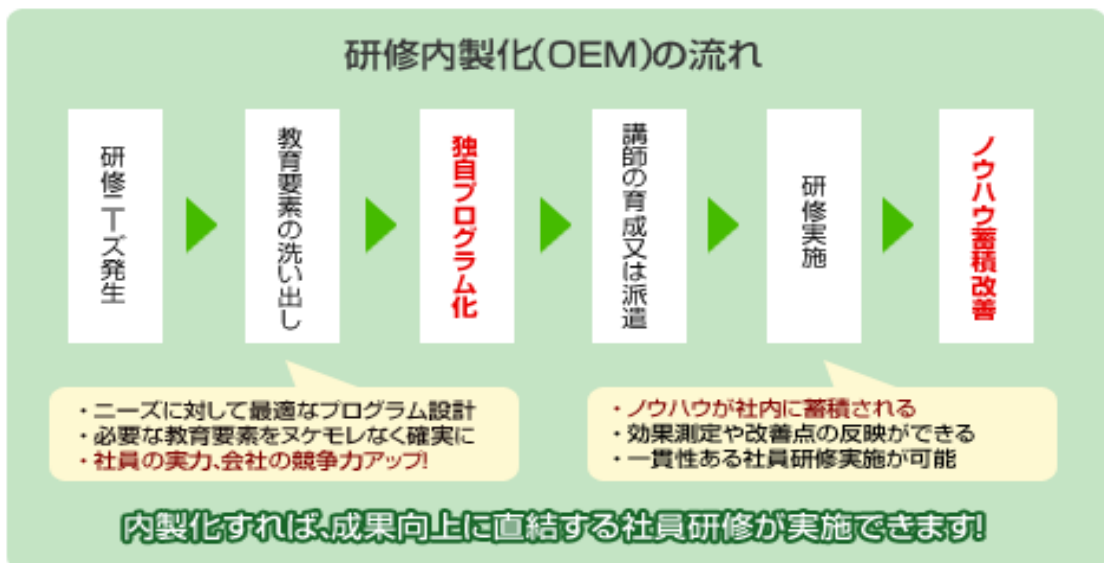 研修内製化(OEM)の流れ
研修ニーズ発生
教育要素の洗い出し
独自プログラム化
講師の育成又は派遣
研修実施
ノウハウ蓄積改善
・ニーズに対して最適なプログラム設計
・必要な教育要素をヌケモレなく確実に
・社員の実力、会社の競争力アップ!
・ノウハウが社内に蓄積される
・効果測定や改善点の反映ができる
・一貫性ある社員研修実施が可能
内製化すれば、成果向上に直結する社員研修が実施できます!